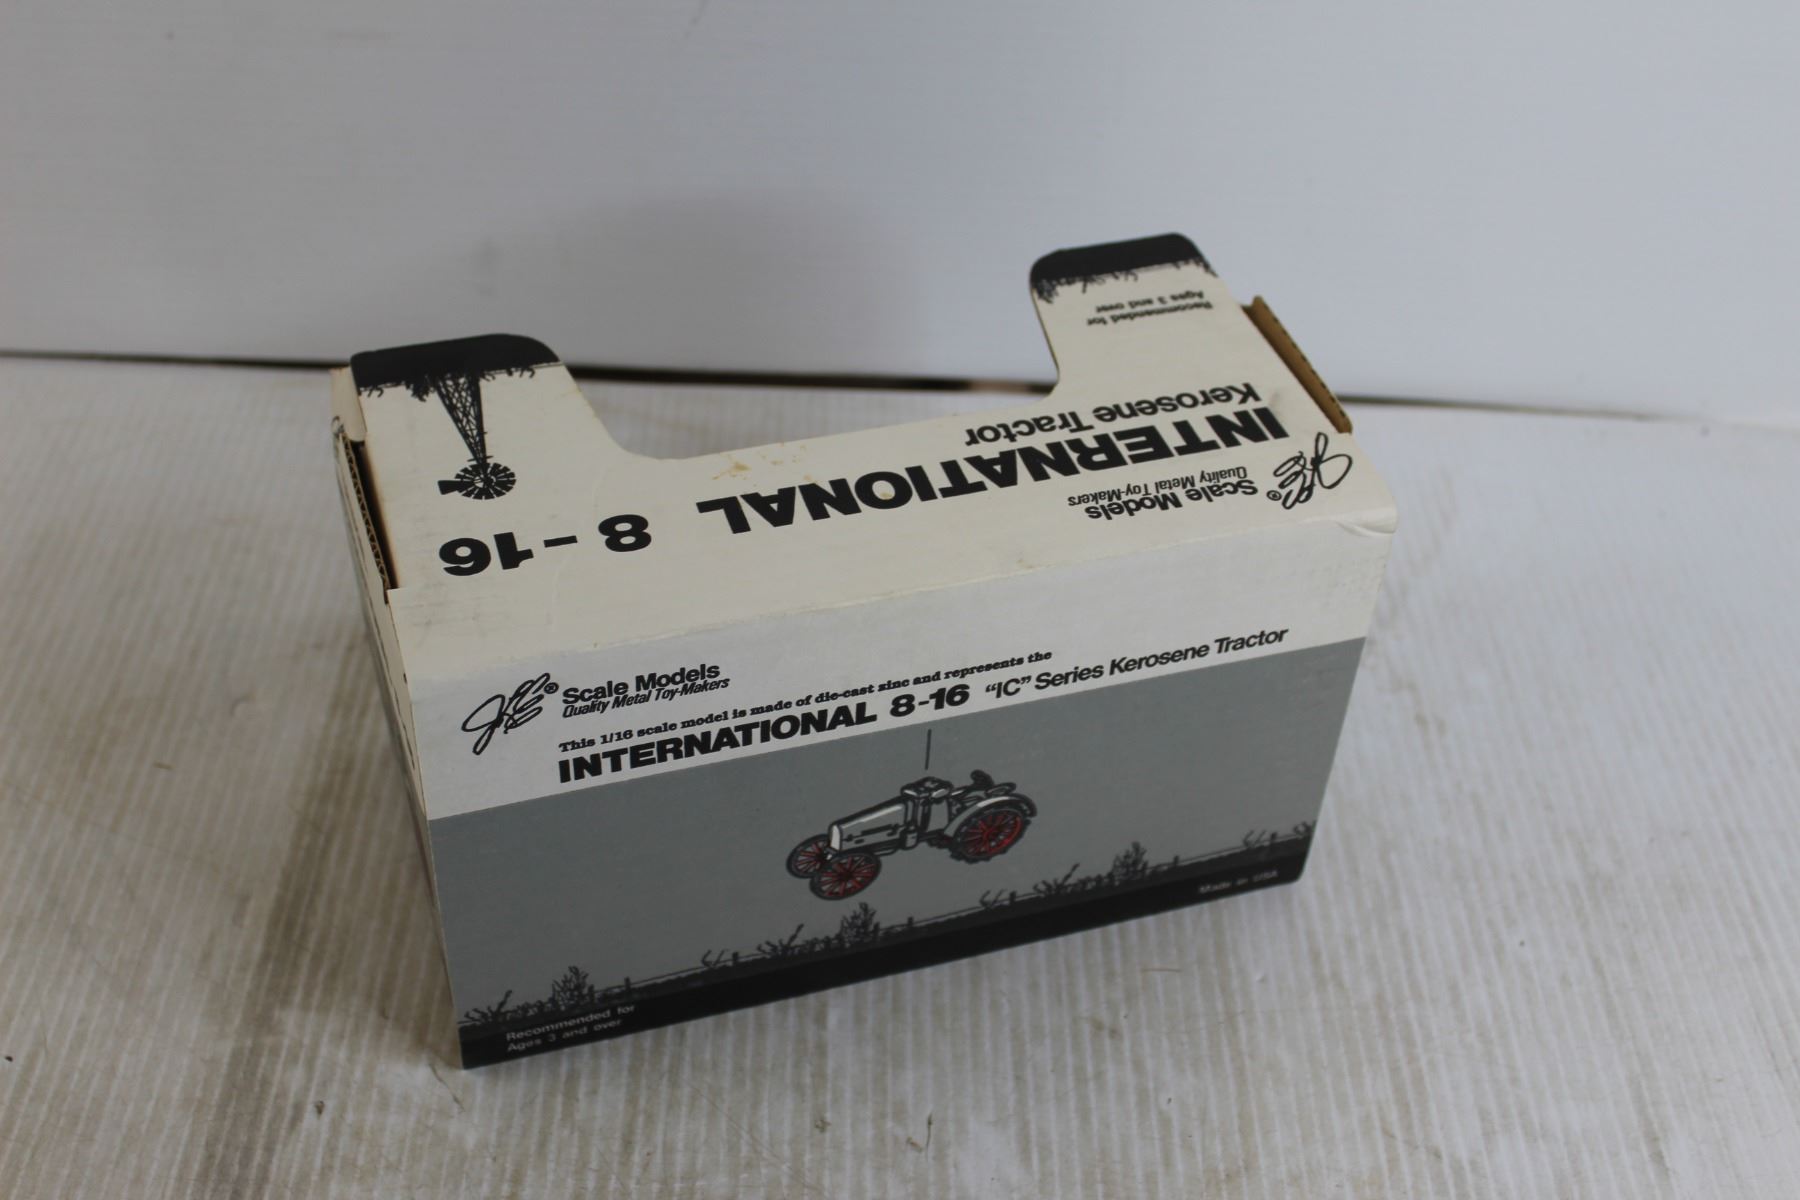 Recommended for
Ages 3 and over
INTERNATIONAL 8-16
Kerosene Tractor
JLE® Scale Models
Quality Metal Toy-Makers
JLE® Scale Models
Quality Metal Toy-Makers
This 1/16 scale model is made of die-cast zinc and represents the
INTERNATIONAL 8-16 "IC" Series Kerosene Tractor
Made in USA
Recommended for
Ages 3 and over